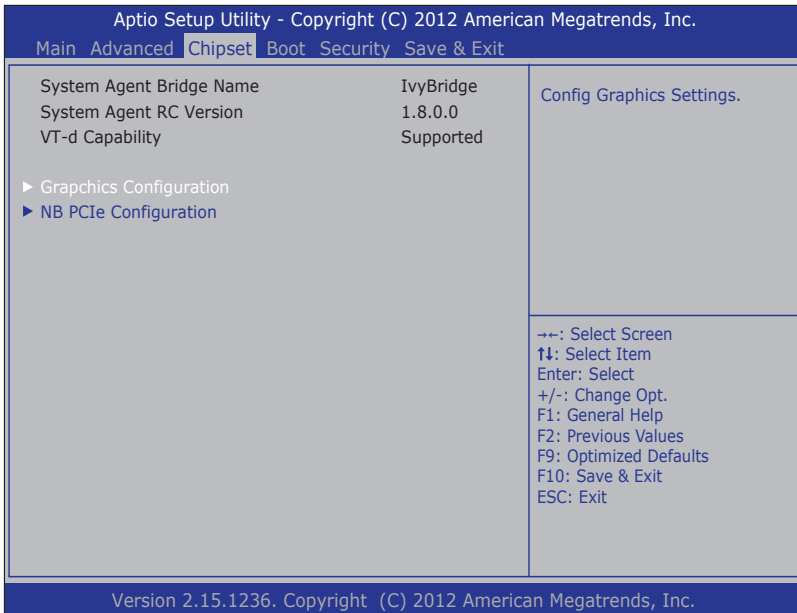 Aptio Setup Utility - Copyright (C) 2012 American Megatrends, Inc.
Main Advanced Chipset Boot Security Save & Exit
System Agent Bridge Name IvyBridge
System Agent RC Version 1.8.0.0
VT-d Capability Supported
▶ Grapchics Configuration
▶ NB PCIe Configuration
Config Graphics Settings.
→←: Select Screen
↑↓: Select Item
Enter: Select
+/-: Change Opt.
F1: General Help
F2: Previous Values
F9: Optimized Defaults
F10: Save & Exit
ESC: Exit
Version 2.15.1236. Copyright (C) 2012 American Megatrends, Inc.